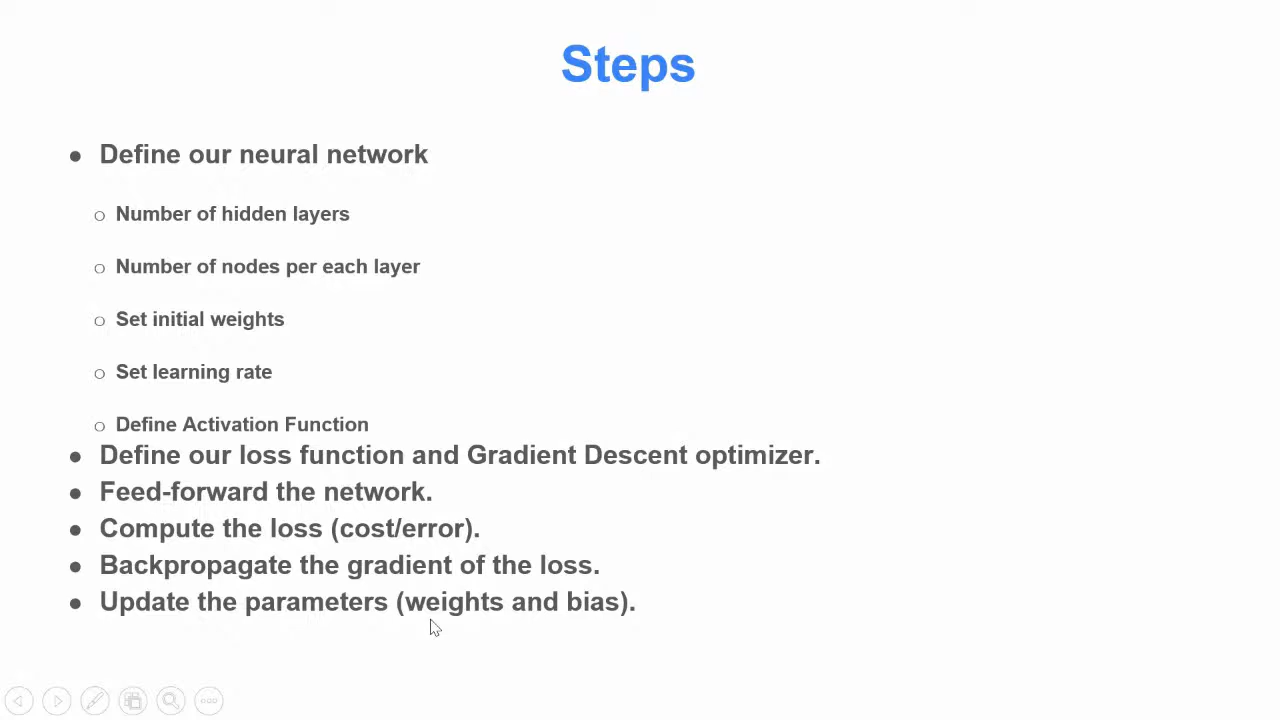 Steps
● Define our neural network
○ Number of hidden layers
○ Number of nodes per each layer
○ Set initial weights
○ Set learning rate
○ Define Activation Function
● Define our loss function and Gradient Descent optimizer.
● Feed-forward the network.
● Compute the loss (cost/error).
● Backpropagate the gradient of the loss.
● Update the parameters (weights and bias).